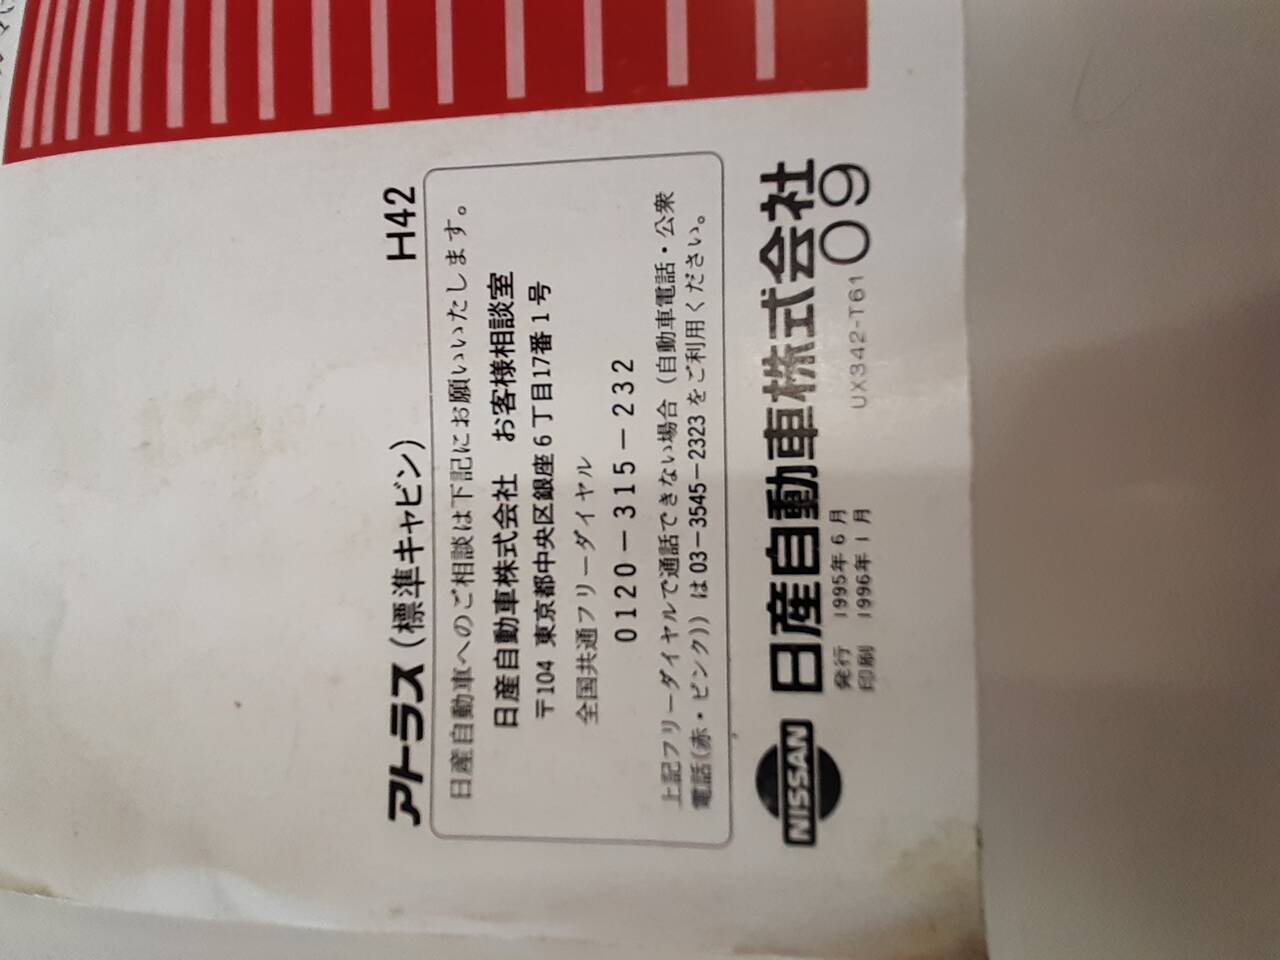 アトラス(標準キャビン) H42
日産自動車へのご相談は下記にお願いいたします。
日産自動車株式会社 お客様相談室
〒104 東京都中央区銀座6丁目17番1号
全国共通フリーダイヤル
0120-315-232
上記フリーダイヤルで通話できない場合(自動車電話・公衆
電話(赤・ピンク))は03-3545-2323をご利用ください。
NISSAN 日産自動車株式会社
発行 1995年6月
印刷 1996年1月 UX342-T61 09